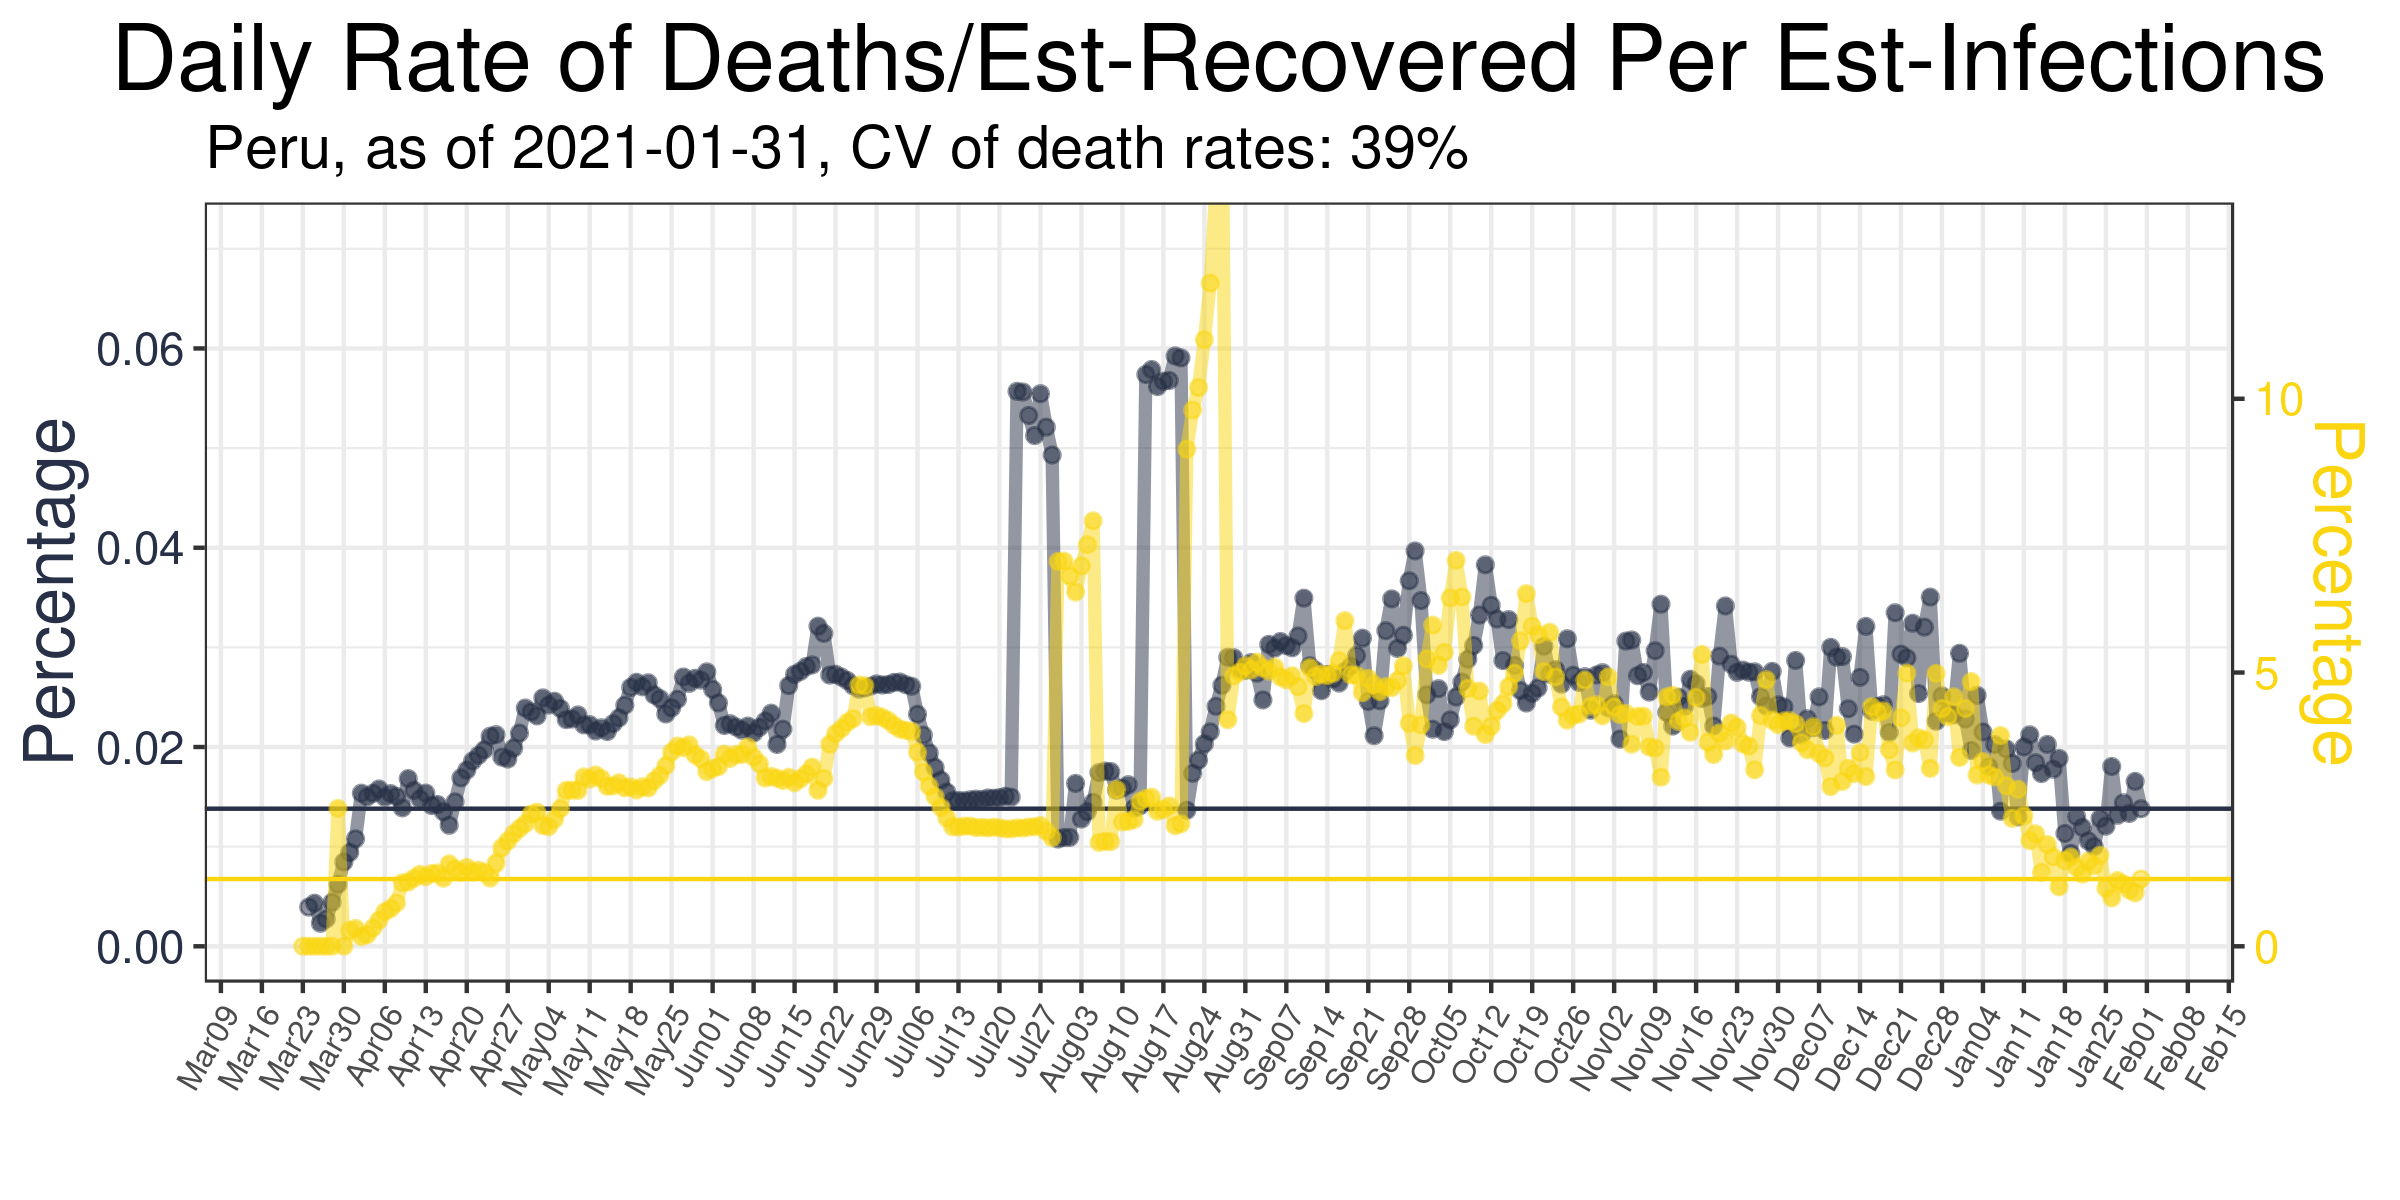 Daily Rate of Deaths/Est-Recovered Per Est-Infections
Peru, as of 2021-01-31, CV of death rates: 39%
Percentage
0.06
0.04
0.02
0.00
10
5
0
Percentage
Mar09
Mar16
Mar23
Mar30
Apr06
Apr13
Apr20
Apr27
May04
May11
May18
May25
Jun01
Jun08
Jun15
Jun22
Jun29
Jul06
Jul13
Jul20
Jul27
Aug03
Aug10
Aug17
Aug24
Aug31
Sep07
Sep14
Sep21
Sep28
Oct05
Oct12
Oct19
Oct26
Nov02
Nov09
Nov16
Nov23
Nov30
Dec07
Dec14
Dec21
Dec28
Jan04
Jan11
Jan18
Jan25
Feb01
Feb08
Feb15